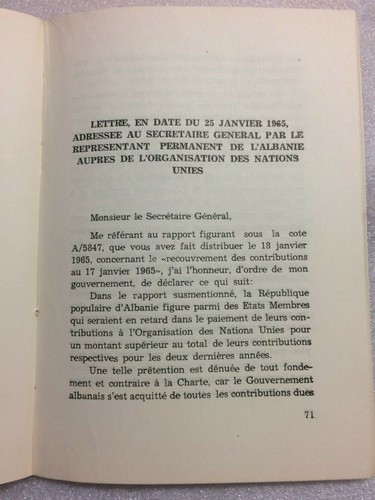 LETTRE, EN DATE DU 25 JANVIER 1965,
ADRESSEE AU SECRETAIRE GENERAL PAR LE
REPRESENTANT PERMANENT DE L'ALBANIE
AUPRES DE L'ORGANISATION DES NATIONS
UNIES
Monsieur le Secrétaire Général,
Me référant au rapport figurant sous la cote
A/5847, que vous avez fait distribuer le 18 janvier
1965, concernant le «recouvrement des contributions
au 17 janvier 1965», j'ai l'honneur, d'ordre de mon
gouvernement, de déclarer ce qui suit:
Dans le rapport susmentionné, la République
populaire d'Albanie figure parmi des Etats Membres
qui seraient en retard dans le paiement de leurs con-
tributions à l'Organisation des Nations Unies pour
un montant supérieur au total de leurs contributions
respectives pour les deux dernières années.
Une telle prétention est dénuée de tout fonde-
ment et contraire à la Charte, car le Gouvernement
albanais s'est acquitté de toutes les contributions dues
71